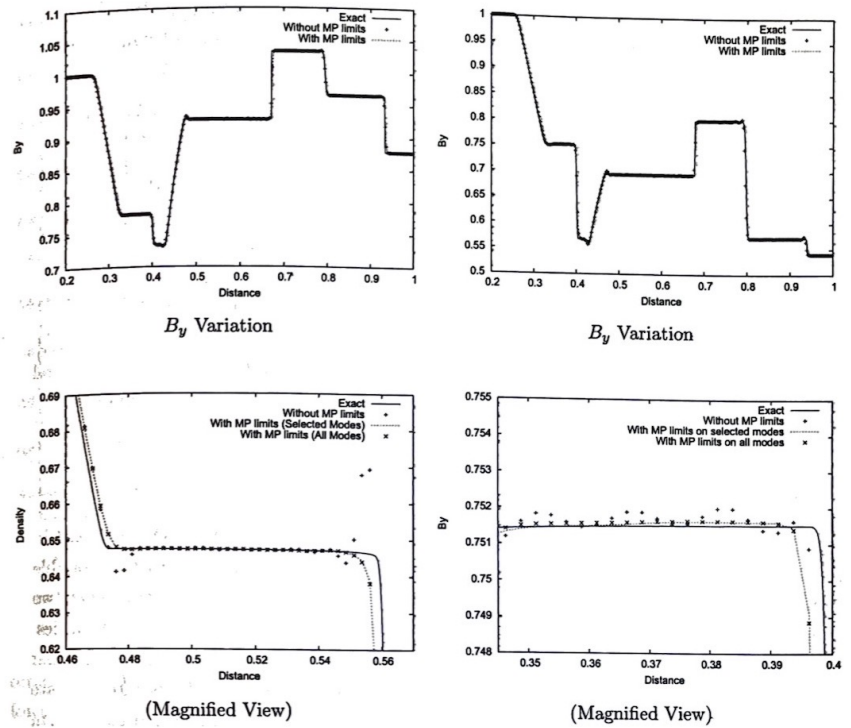 1.1
1.05
1
0.95
0.9
0.85
0.8
0.75
0.7
By
Exact
Without MP limits
With MP limits
0.2 0.3 0.4 0.5 0.6 0.7 0.8 0.9 1
Distance
B_y Variation
1
0.95
0.9
0.85
0.8
0.75
0.7
0.65
0.6
0.55
0.5
By
Exact
Without MP limits
With MP limits
0.2 0.3 0.4 0.5 0.6 0.7 0.8 0.9 1
Distance
B_y Variation
0.69
0.68
0.67
0.66
0.65
0.64
0.63
0.62
Density
Exact
Without MP limits
With MP limits (Selected Modes)
With MP limits (All Modes)
0.46 0.48 0.5 0.52 0.54 0.56
Distance
(Magnified View)
0.755
0.754
0.753
0.752
0.751
0.75
0.749
0.748
By
Exact
Without MP limits
With MP limits on selected modes
With MP limits on all modes
0.35 0.36 0.37 0.38 0.39 0.4
Distance
(Magnified View)